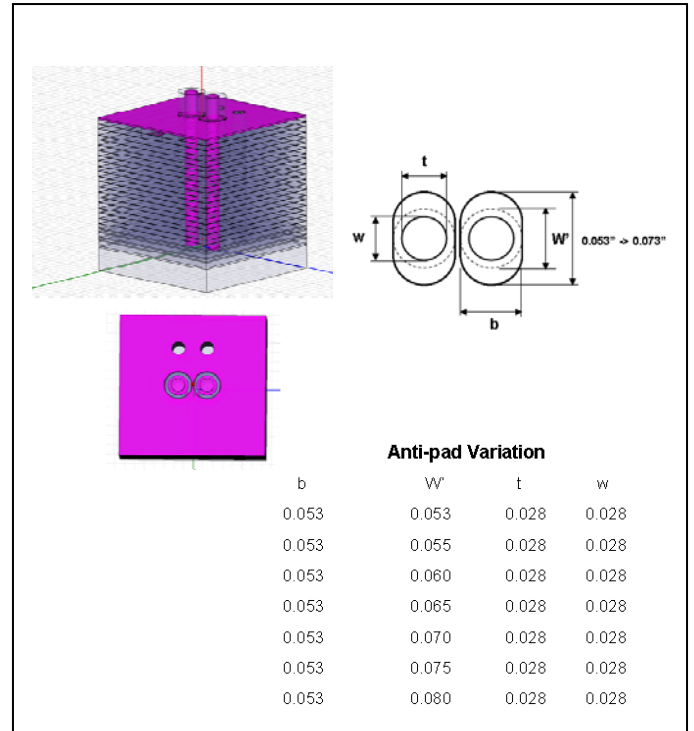 t
w
W' 0.053" -> 0.073"
b
Anti-pad Variation
b W' t w
0.053 0.053 0.028 0.028
0.053 0.055 0.028 0.028
0.053 0.060 0.028 0.028
0.053 0.065 0.028 0.028
0.053 0.070 0.028 0.028
0.053 0.075 0.028 0.028
0.053 0.080 0.028 0.028